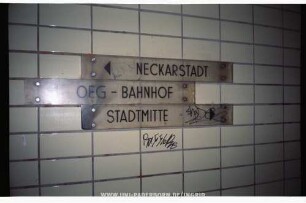 NECKARSTADT
OEG - BAHNHOF
STADTMITTE